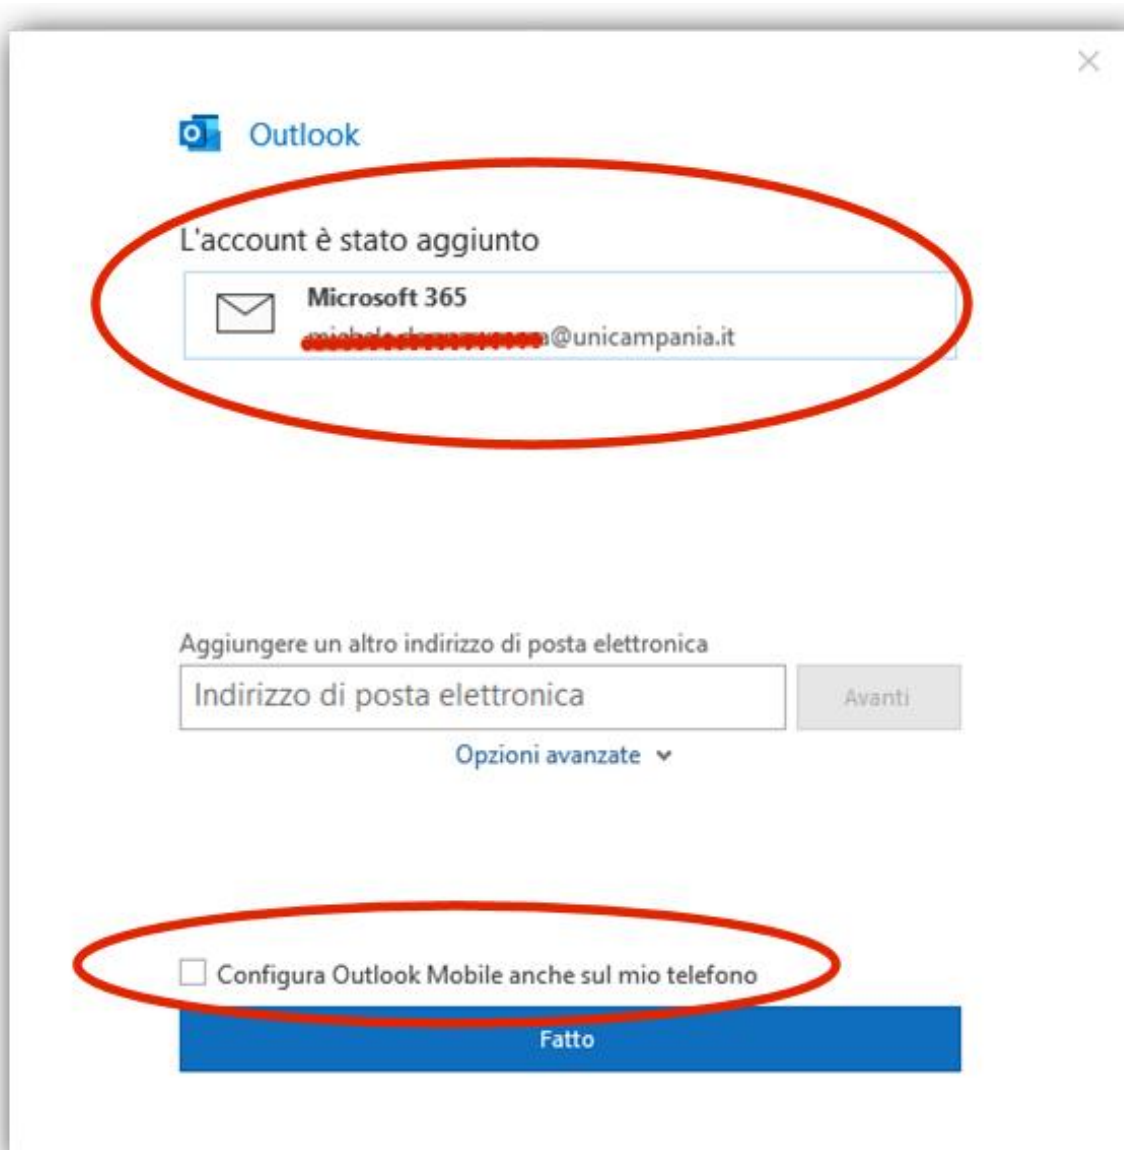 Outlook
L'account è stato aggiunto
Microsoft 365
@unicampania.it
Aggiungere un altro indirizzo di posta elettronica
Indirizzo di posta elettronica
Avanti
Opzioni avanzate
Configura Outlook Mobile anche sul mio telefono
Fatto